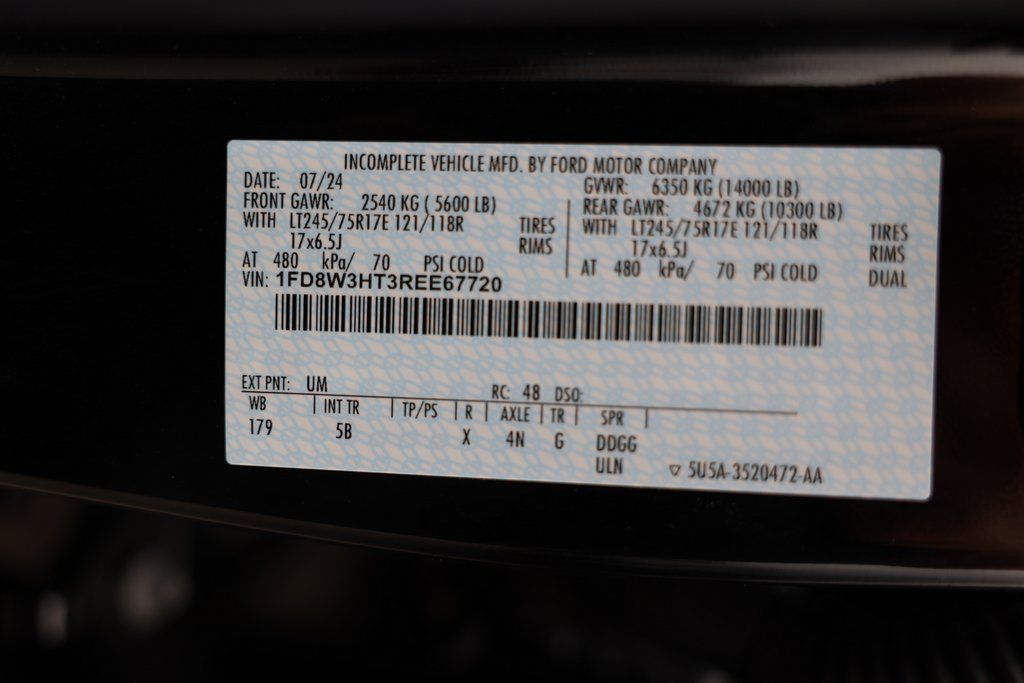 INCOMPLETE VEHICLE MFD. BY FORD MOTOR COMPANY
DATE: 07/24 GVWR: 6350 KG (14000 LB)
FRONT GAWR: 2540 KG ( 5600 LB) REAR GAWR: 4672 KG (10300 LB)
WITH LT245/75R17E 121/118R TIRES WITH LT245/75R17E 121/118R TIRES
17x6.5J RIMS 17x6.5J RIMS
AT 480 kPa/ 70 PSI COLD AT 480 kPa/ 70 PSI COLD DUAL
VIN: 1FD8W3HT3REE67720
EXT PNT: UM RC: 48 DSO:
WB INT TR TP/PS R AXLE TR SPR
179 5B X 4N G DDGG
ULN ▽ 5U5A-3520472-AA